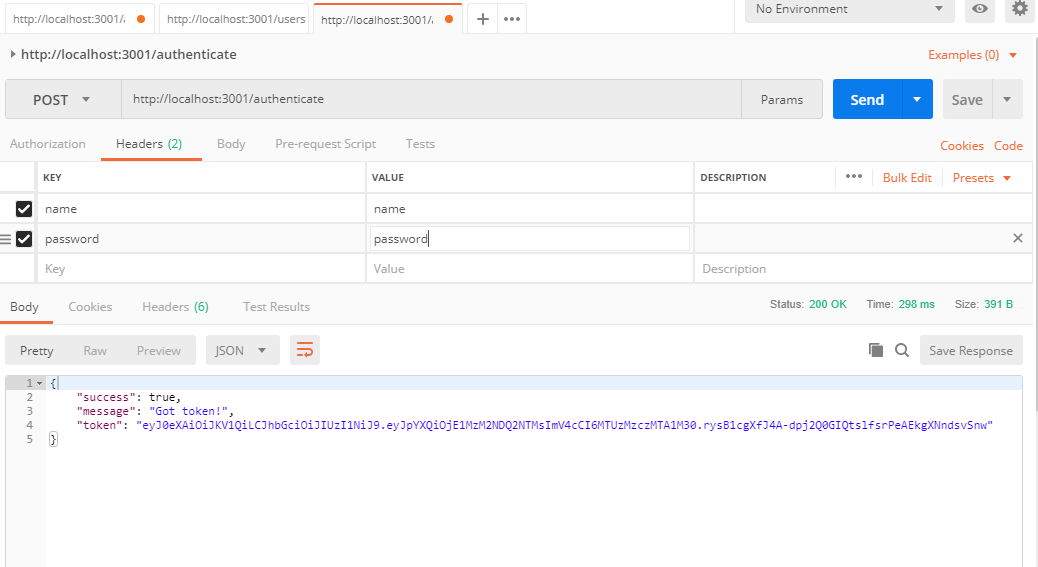 http://localhost:3001/a http://localhost:3001/users http://localhost:3001/a + ••• No Environment
http://localhost:3001/authenticate Examples (0)
POST http://localhost:3001/authenticate Params Send Save
Authorization Headers (2) Body Pre-request Script Tests Cookies Code
KEY VALUE DESCRIPTION ••• Bulk Edit Presets
name name
password password
Key Value Description
Body Cookies Headers (6) Test Results Status: 200 OK Time: 298 ms Size: 391 B
Pretty Raw Preview JSON Save Response
1 {
2 "success": true,
3 "message": "Got token!",
4 "token": "eyJ0eXAiOiJKV1QiLCJhbGciOiJIUzI1NiJ9.eyJpYXQiOjE1MzM2NDQ2NTMsImV4cCI6MTUzMzczMTA1M30.rysB1cgXfJ4A-dpj2Q0GIQtslfsrPeAEkgXNndsvSnw"
5 }